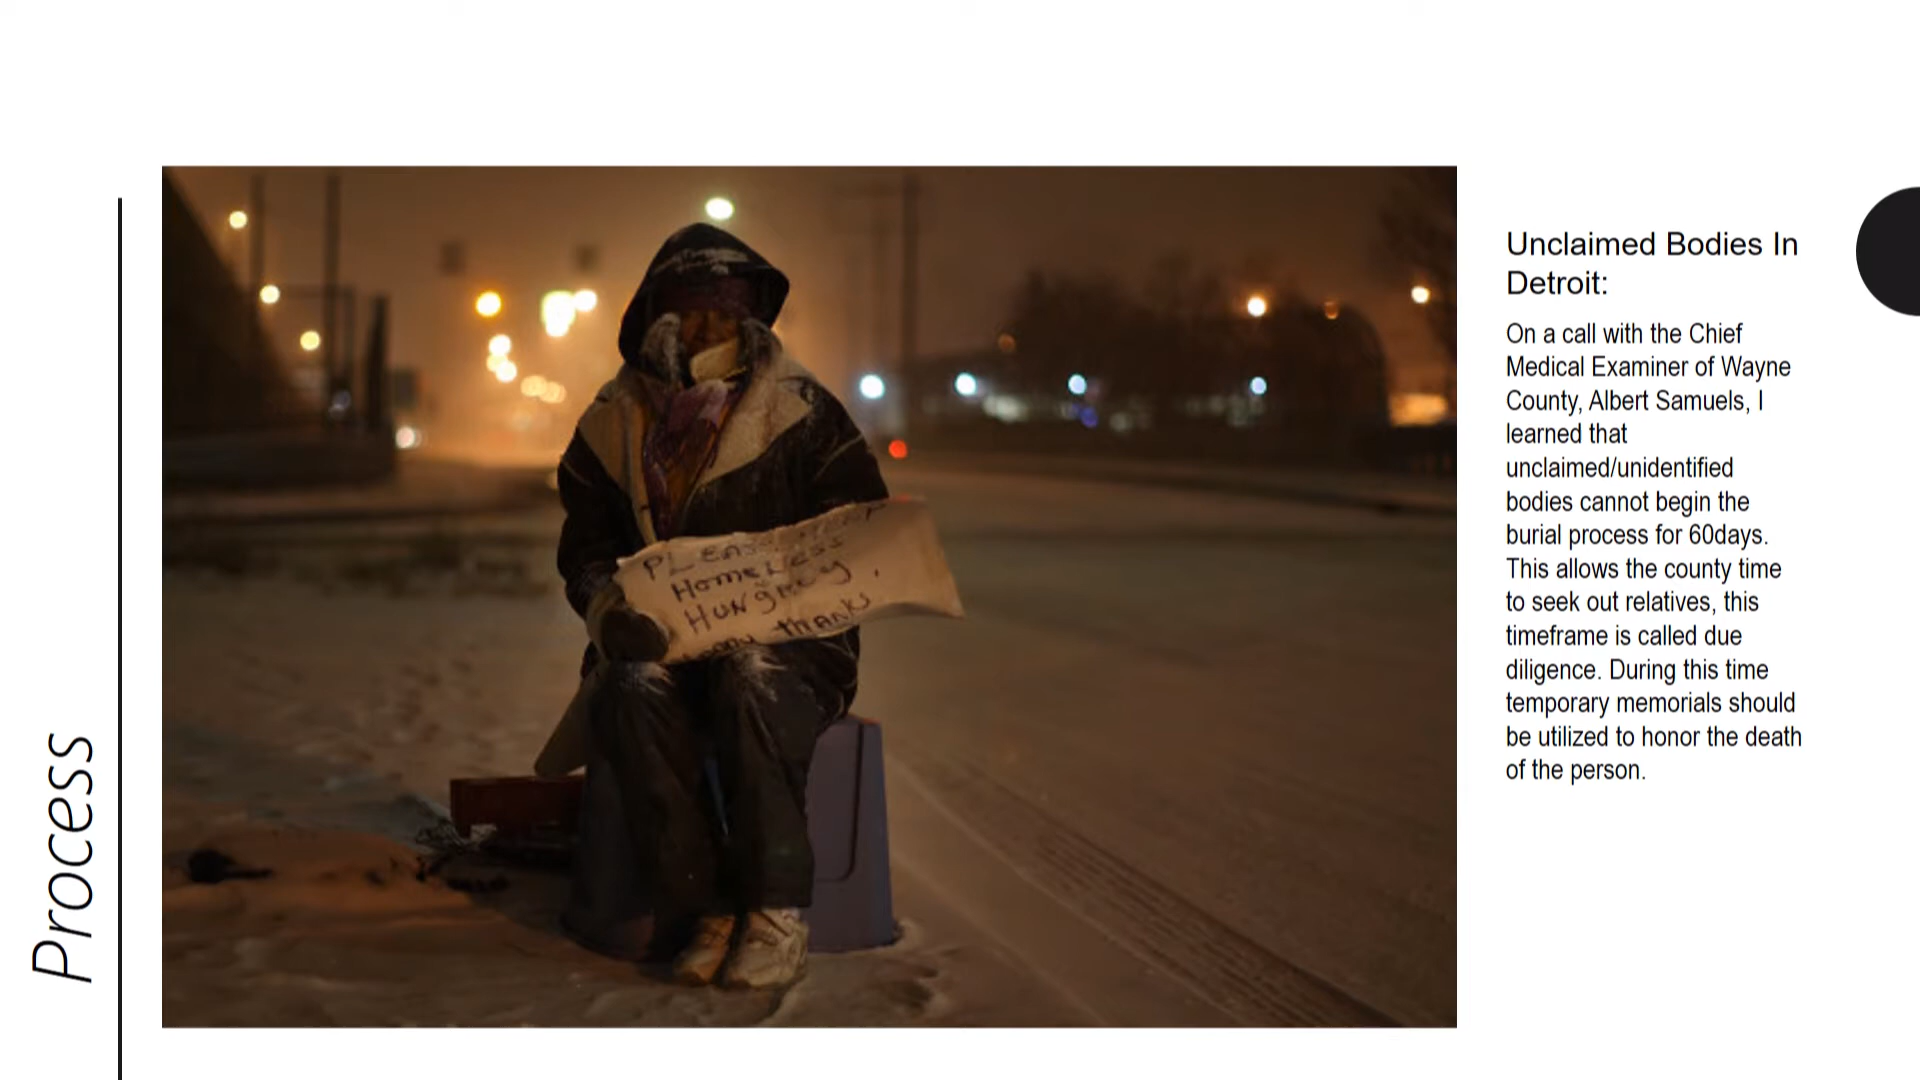 Process
Unclaimed Bodies In
Detroit:
On a call with the Chief
Medical Examiner of Wayne
County, Albert Samuels, I
learned that
unclaimed/unidentified
bodies cannot begin the
burial process for 60days.
This allows the county time
to seek out relatives, this
timeframe is called due
diligence. During this time
temporary memorials should
be utilized to honor the death
of the person.
Homeless
Hungry.
thanks